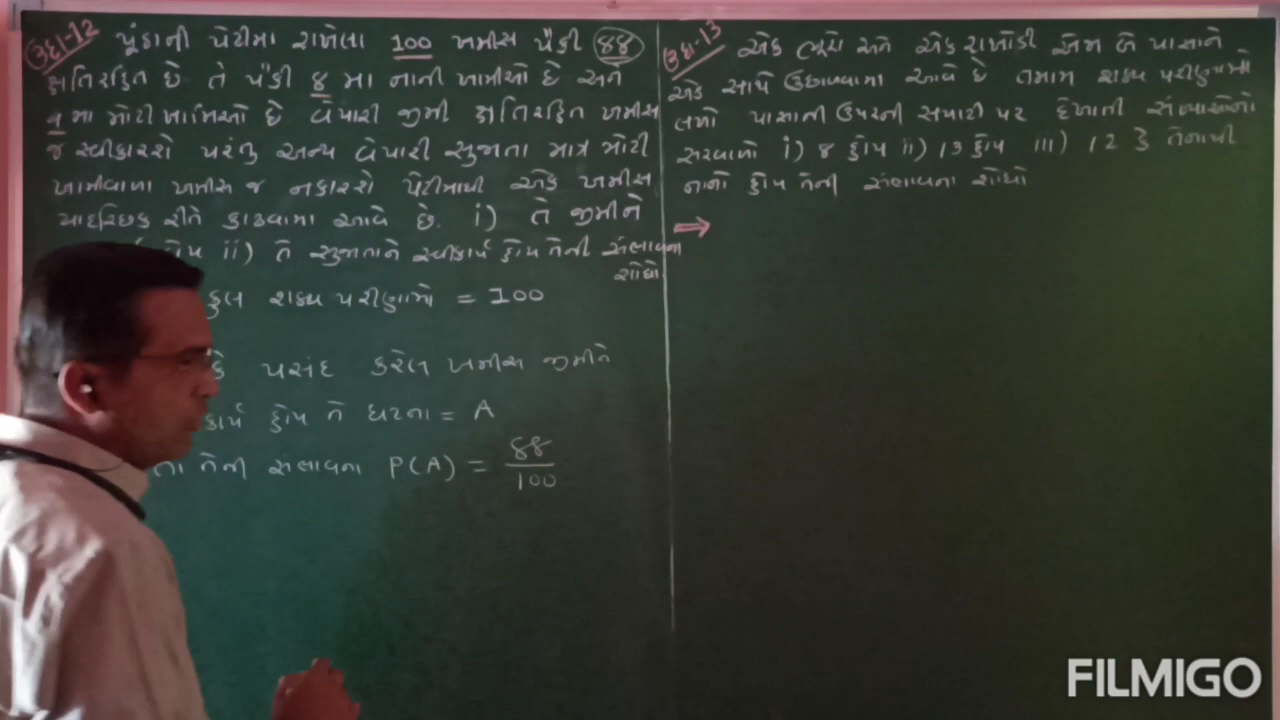 ઉદા-12 પૂંઠાની પેટીમા રાખેલા 100 ખમીસ પૈકી 88
ક્ષતિરહિત છે તે પૈકી 8 મા નાની ખામીઓ છે અને
4 મા મોટી ખામિઓ છે વેપારી જીમી ક્ષતિરહિત ખમીસ
જ સ્વીકારશે પરંતુ અન્ય વેપારી સુજાતા માત્ર મોટી
ખામીવાળા ખમીસ જ નકારશે પેટીમાથી એક ખમીસ
યાદચ્છિક રીતે કાઢવામા આવે છે. i) તે જીમીને
ii) તે સુજાતાને સ્વીકાર્ય હોય તેની સંભાવના
શોધો
કુલ શક્ય પરીણામો = 100
કે પસંદ કરેલ ખમીસ જીમીને
કાર્ય હોય તે ઘટના = A
તેની સંભાવના P(A) = 88/100
ઉદા-13 એક ભૂરો અને એક રાખોડી એમ બે પાસાને
એક સાથે ઉછાળવામા આવે છે તમામ શક્ય પરીણામો
લખો પાસાની ઉપરની સપાટી પર દેખાતી સંખ્યાઓનો
સરવાળો i) 8 હોય ii) 13 હોય iii) 12 કે તેનાથી
નાનો હોય તેની સંભાવના શોધો
⇒
FILMIGO